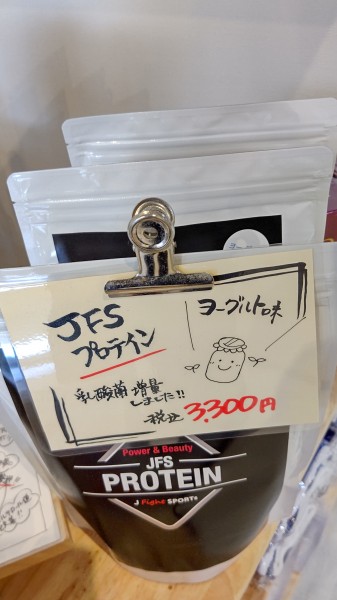 JFS
プロテイン
ヨーグルト味
乳酸菌増量
しました!!
税込 3,300円
Power & Beauty
JFS
PROTEIN
J Fight SPORTS